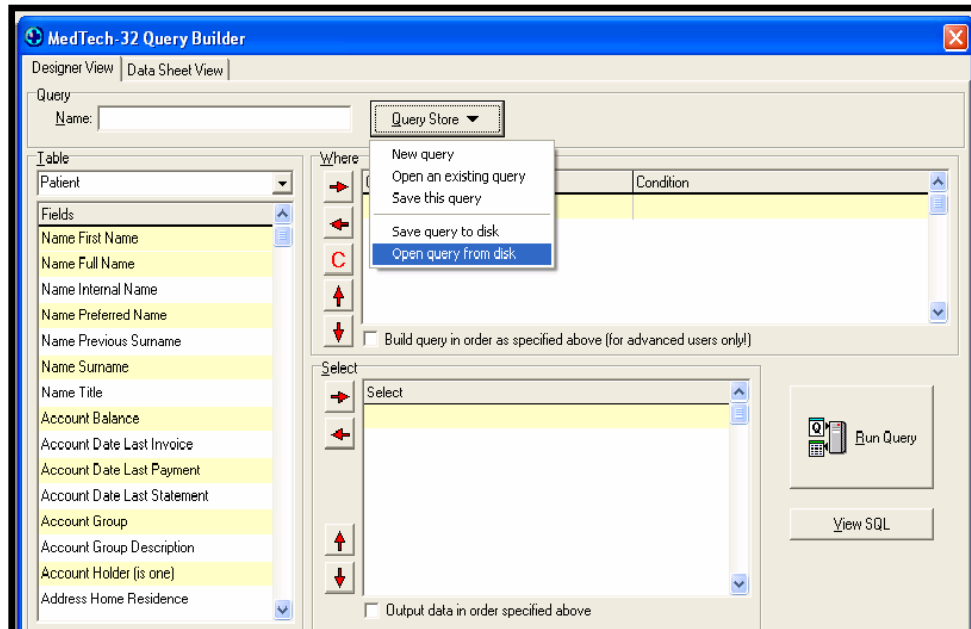 MedTech-32 Query Builder
Designer View
Data Sheet View
Query
Name:
Query Store
New query
Open an existing query
Save this query
Save query to disk
Open query from disk
Table
Patient
Fields
Name First Name
Name Full Name
Name Internal Name
Name Preferred Name
Name Previous Surname
Name Surname
Name Title
Account Balance
Account Date Last Invoice
Account Date Last Payment
Account Date Last Statement
Account Group
Account Group Description
Account Holder (is one)
Address Home Residence
Where
Condition
C
Build query in order as specified above (for advanced users only!)
Select
Select
Output data in order specified above
Run Query
View SQL